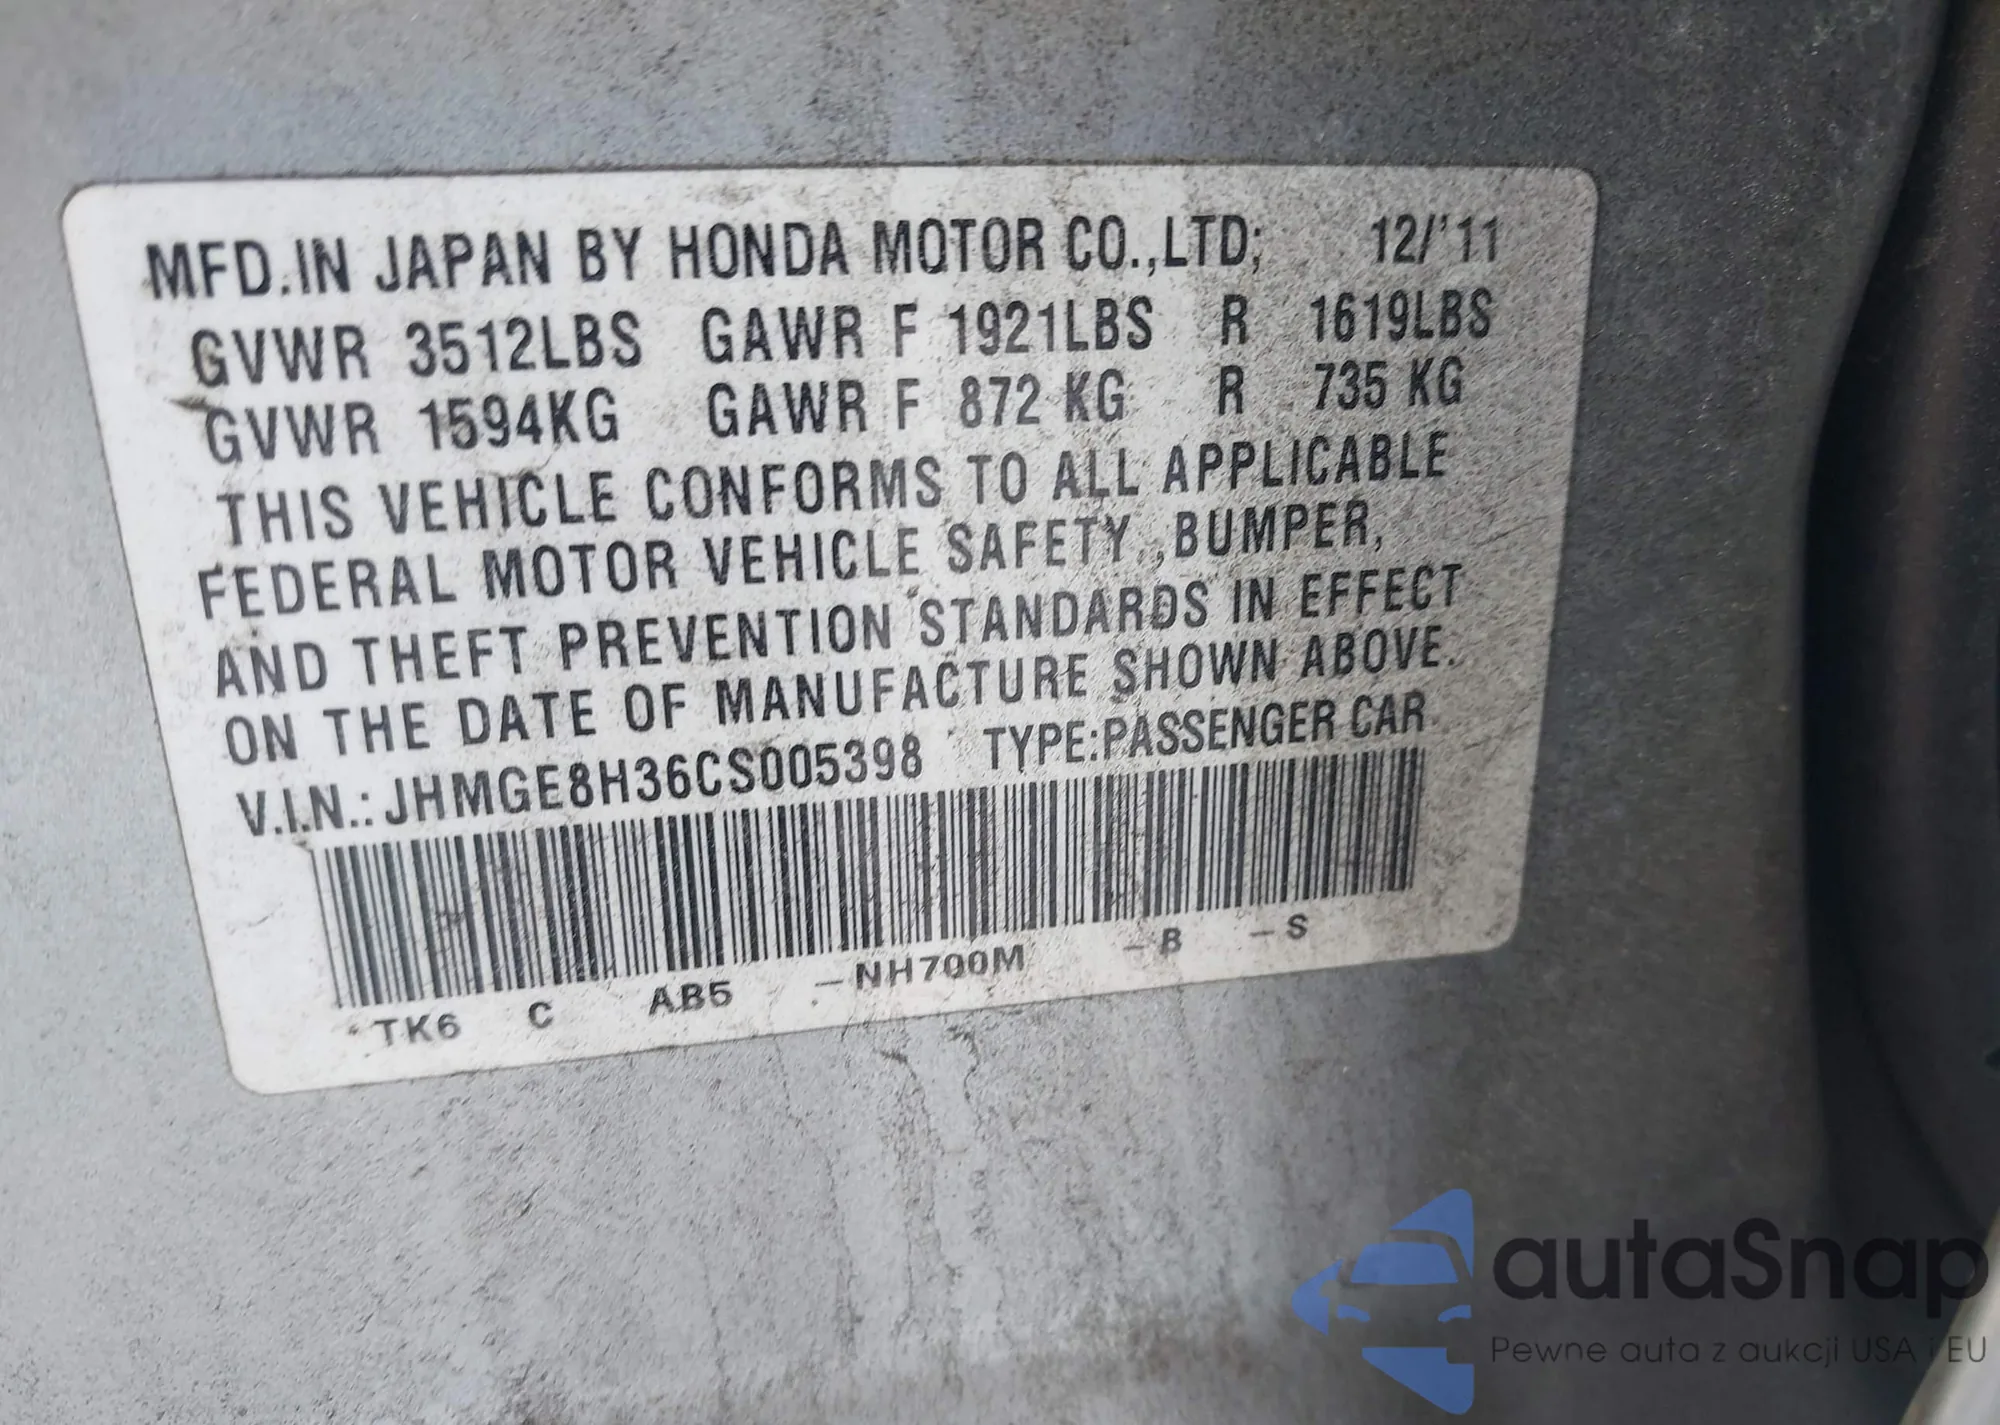 MFD.IN JAPAN BY HONDA MOTOR CO.,LTD; 12/'11
GVWR 3512LBS GAWR F 1921LBS R 1619LBS
GVWR 1594KG GAWR F 872 KG R 735 KG
THIS VEHICLE CONFORMS TO ALL APPLICABLE
FEDERAL MOTOR VEHICLE SAFETY, BUMPER,
AND THEFT PREVENTION STANDARDS IN EFFECT
ON THE DATE OF MANUFACTURE SHOWN ABOVE.
V.I.N.: JHMGE8H36CS005398 TYPE:PASSENGER CAR
TK6 C AB5 -NH700M -B -S
autaSnap
Pewne auta z aukcji USA i EU